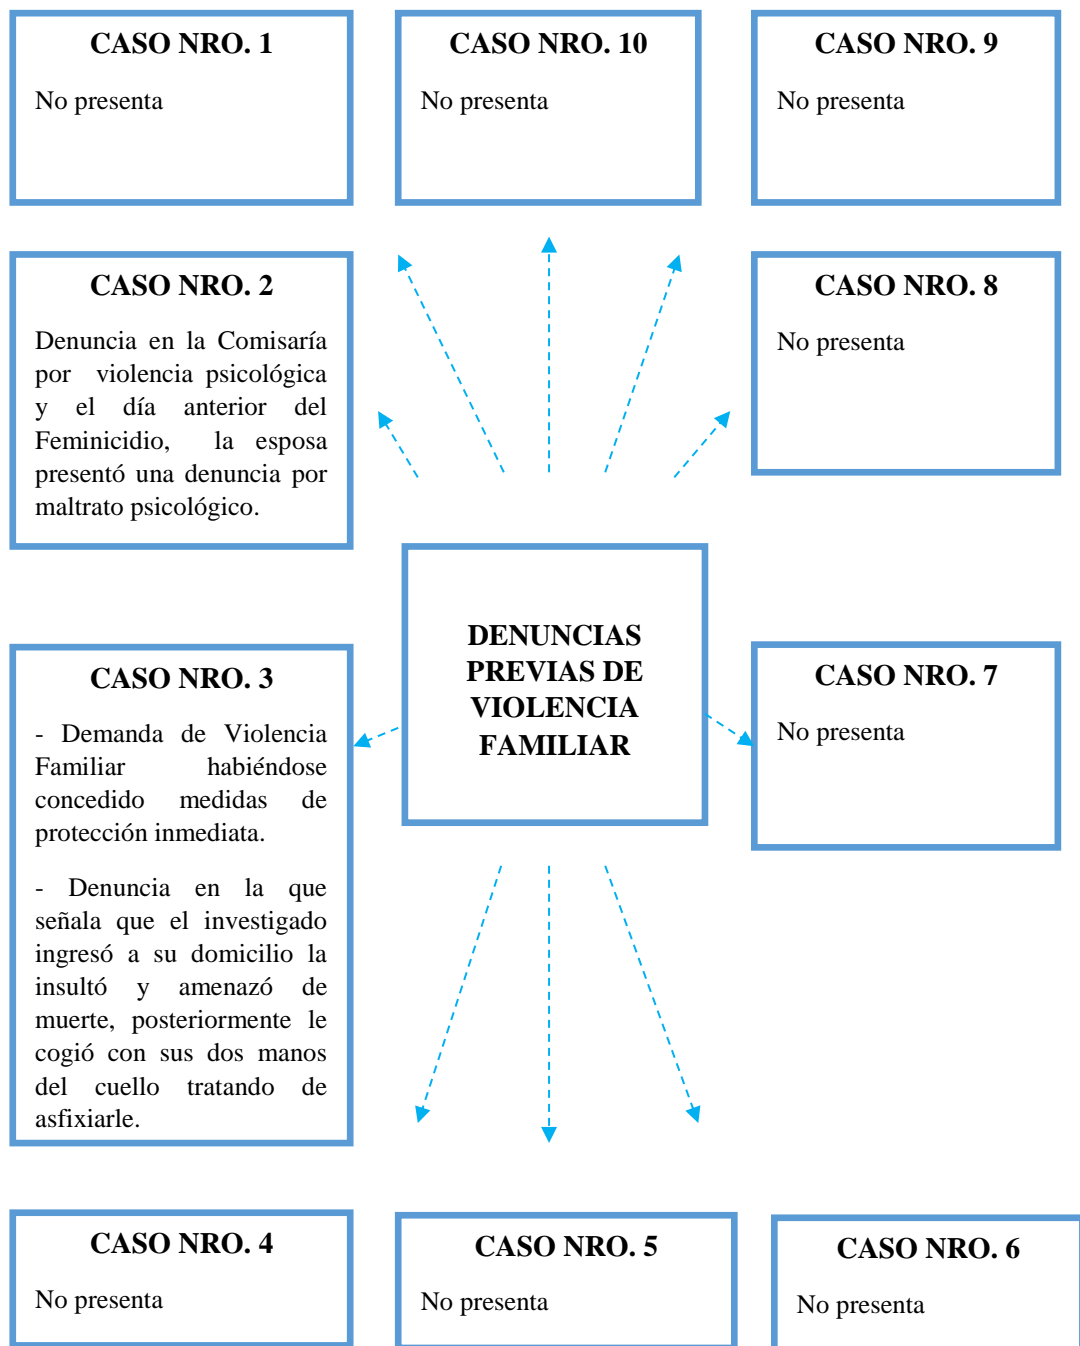 CASO NRO. 1
No presenta
CASO NRO. 10
No presenta
CASO NRO. 9
No presenta
CASO NRO. 2
Denuncia en la Comisaría
por violencia psicológica
y el día anterior del
Feminicidio, la esposa
presentó una denuncia por
maltrato psicológico.
CASO NRO. 8
No presenta
DENUNCIAS
PREVIAS DE
VIOLENCIA
FAMILIAR
CASO NRO. 3
- Demanda de Violencia
Familiar habiéndose
concedido medidas de
protección inmediata.
- Denuncia en la que
señala que el investigado
ingresó a su domicilio la
insultó y amenazó de
muerte, posteriormente le
cogió con sus dos manos
del cuello tratando de
asfixiarle.
CASO NRO. 7
No presenta
CASO NRO. 4
No presenta
CASO NRO. 5
No presenta
CASO NRO. 6
No presenta